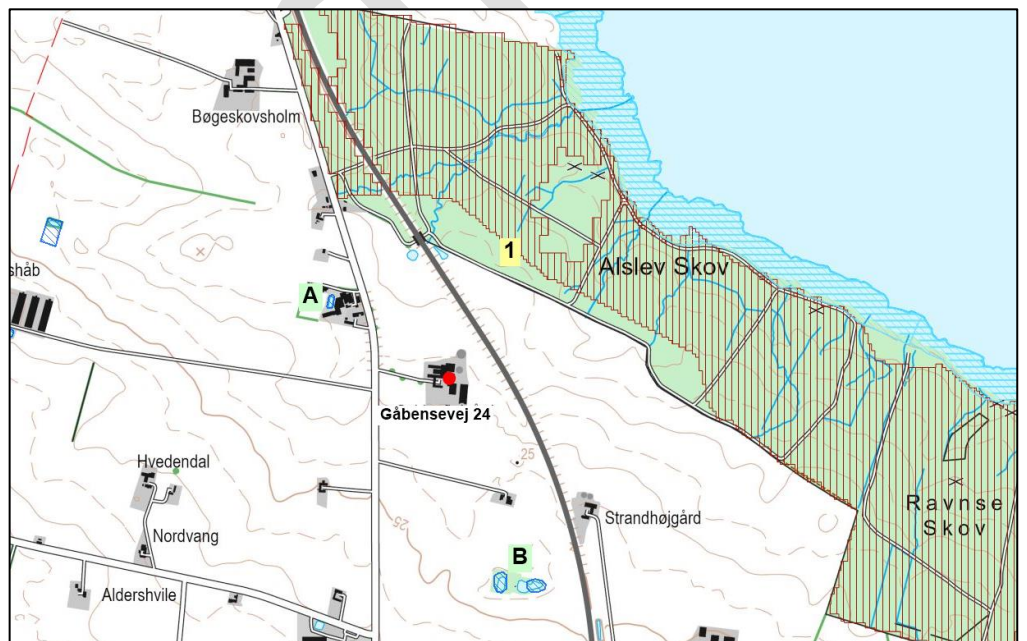 Bøgeskovsholm
1
Alslev Skov
shåb
A
Gåbensevej 24
25
Hvedendal
25
Ravnse
Skov
Strandhøjgård
Nordvang
B
Aldershvile